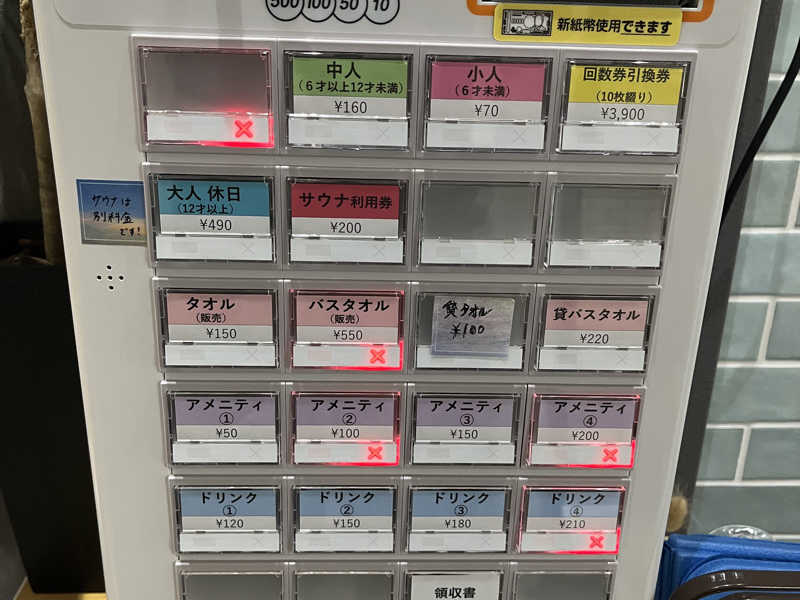 500 100 50 10
新紙幣使用できます
中人
(6才以上12才未満)
¥160
小人
(6才未満)
¥70
回数券引換券
(10枚綴り)
¥3,900
サウナは
別料金
です!
大人 休日
(12才以上)
¥490
サウナ利用券
¥200
タオル
(販売)
¥150
バスタオル
(販売)
¥550
貸タオル
¥100
貸バスタオル
¥220
アメニティ
①
¥50
アメニティ
②
¥100
アメニティ
③
¥150
アメニティ
④
¥200
ドリンク
①
¥120
ドリンク
②
¥150
ドリンク
③
¥180
ドリンク
④
¥210
領収書